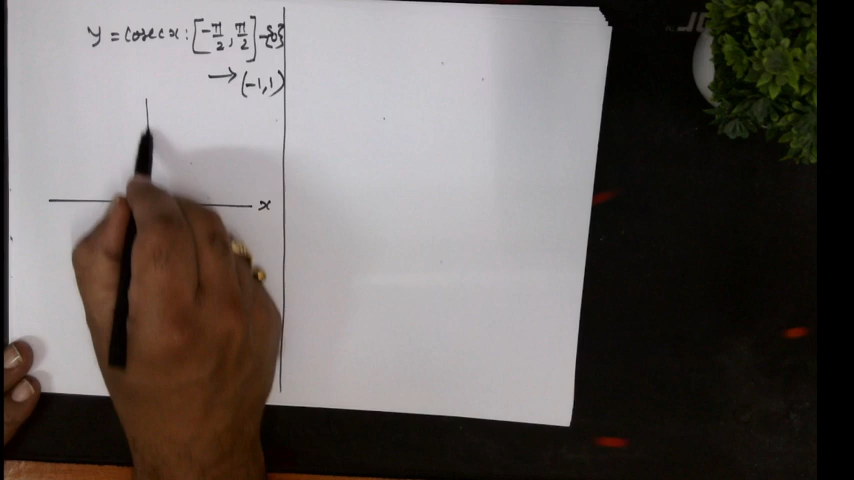 y = cosec x : [-π/2, π/2] - {0}
→ (-1, 1)
x